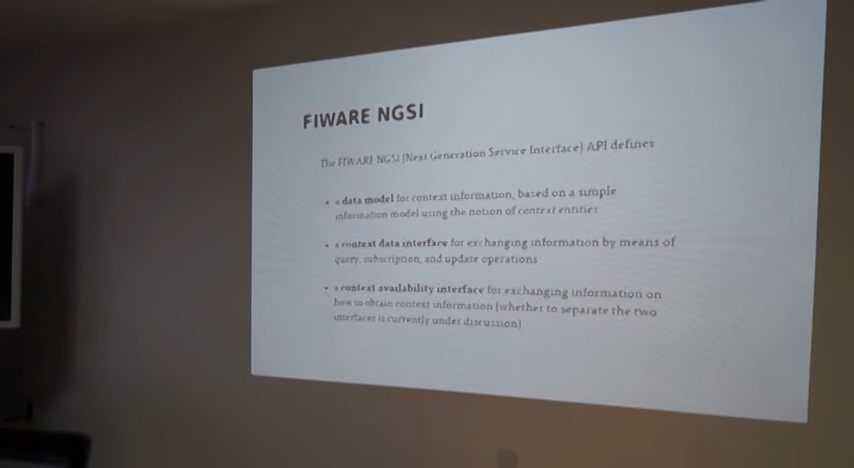 FIWARE NGSI
The FIWARE NGSI (Next Generation Service Interface) API defines
• a data model for context information, based on a simple
information model using the notion of context entities
• a context data interface for exchanging information by means of
query, subscription, and update operations
• a context availability interface for exchanging information on
how to obtain context information (whether to separate the two
interfaces is currently under discussion)